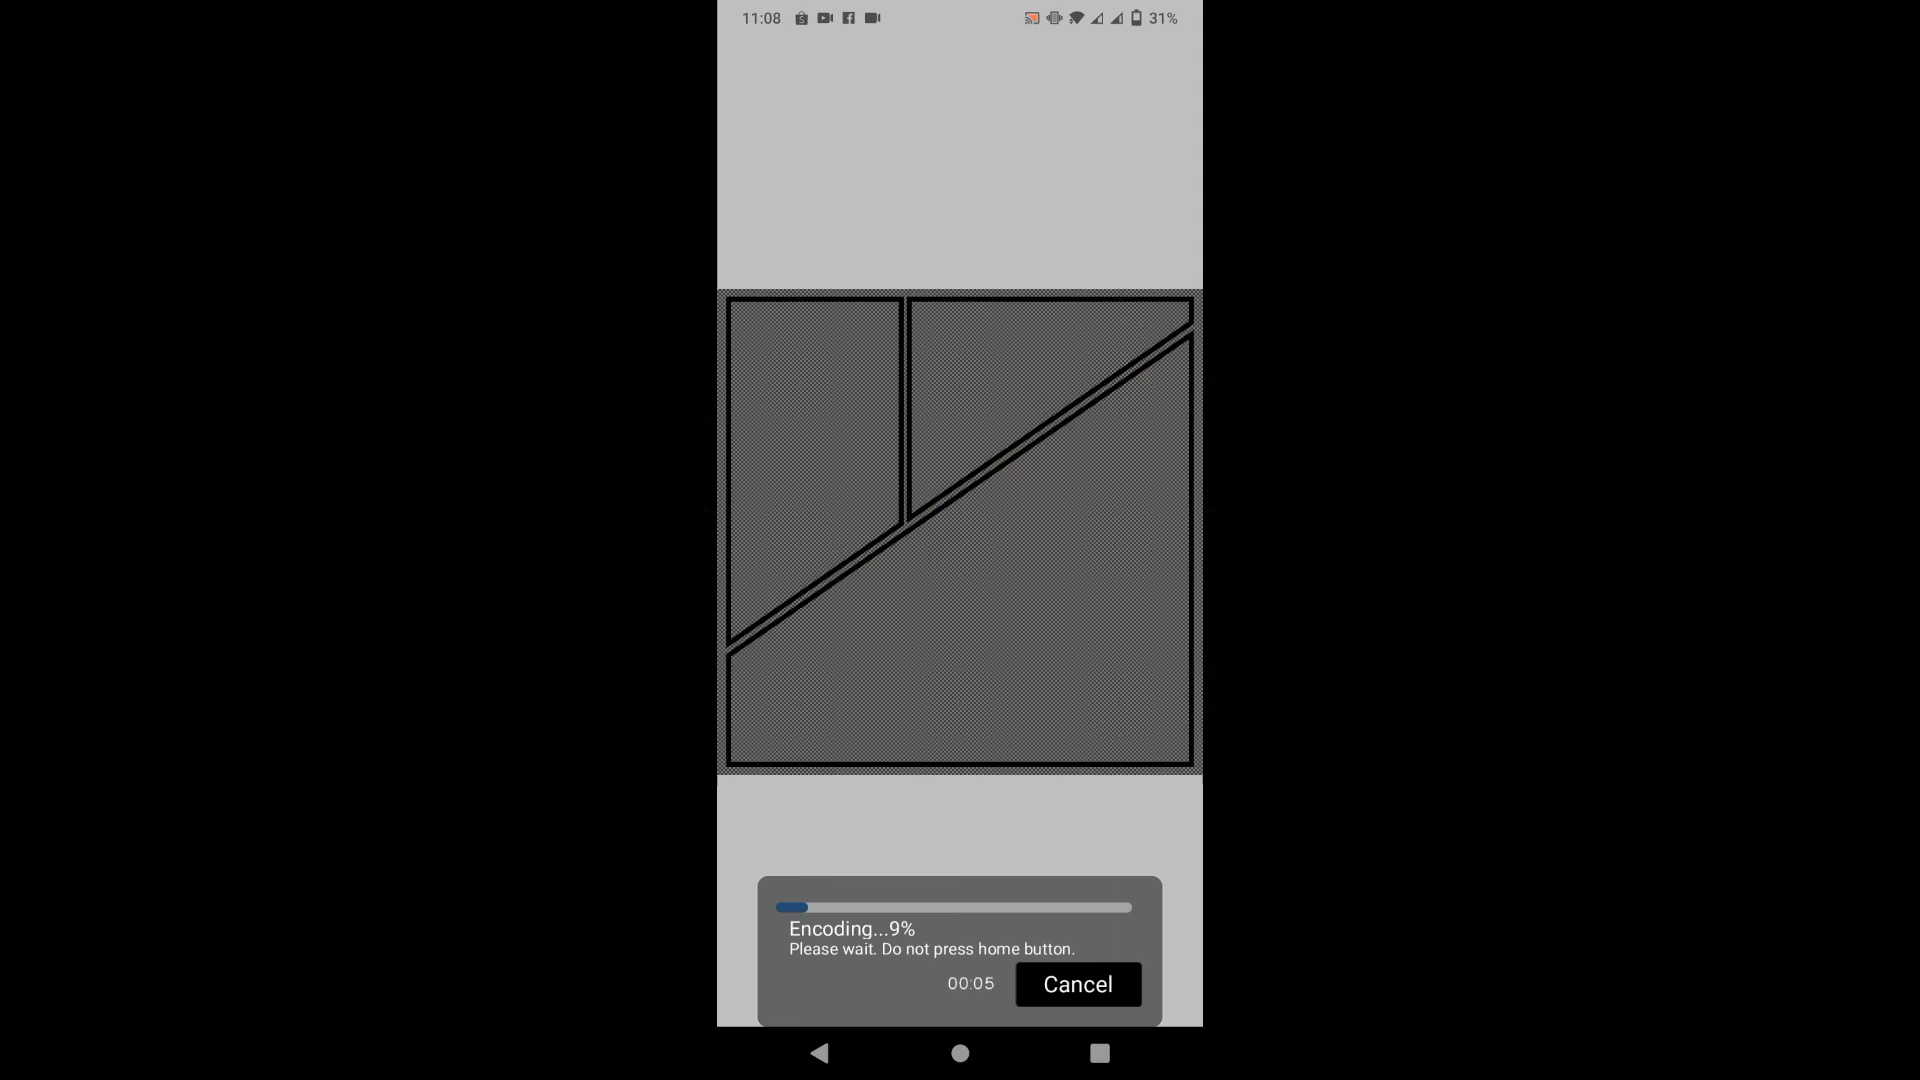 11:08
31%
Encoding...9%
Please wait. Do not press home button.
00:05
Cancel